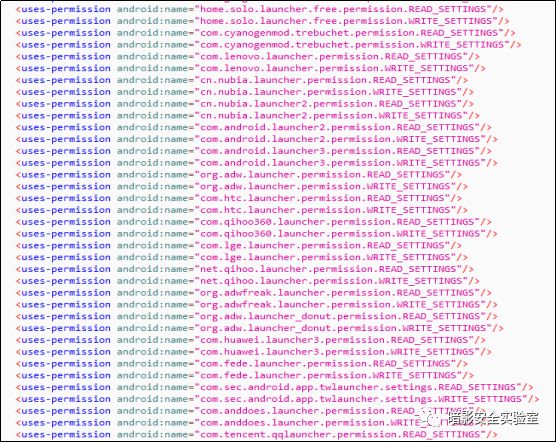 <uses-permission android:name="home.solo.launcher.free.permission.READ_SETTINGS"/>
<uses-permission android:name="home.solo.launcher.free.permission.WRITE_SETTINGS"/>
<uses-permission android:name="com.cyanogenmod.trebuchet.permission.READ_SETTINGS"/>
<uses-permission android:name="com.cyanogenmod.trebuchet.permission.WRITE_SETTINGS"/>
<uses-permission android:name="com.lenovo.launcher.permission.READ_SETTINGS"/>
<uses-permission android:name="com.lenovo.launcher.permission.WRITE_SETTINGS"/>
<uses-permission android:name="cn.nubia.launcher.permission.READ_SETTINGS"/>
<uses-permission android:name="cn.nubia.launcher.permission.WRITE_SETTINGS"/>
<uses-permission android:name="cn.nubia.launcher2.permission.READ_SETTINGS"/>
<uses-permission android:name="cn.nubia.launcher2.permission.WRITE_SETTINGS"/>
<uses-permission android:name="com.android.launcher2.permission.READ_SETTINGS"/>
<uses-permission android:name="com.android.launcher2.permission.WRITE_SETTINGS"/>
<uses-permission android:name="com.android.launcher3.permission.READ_SETTINGS"/>
<uses-permission android:name="com.android.launcher3.permission.WRITE_SETTINGS"/>
<uses-permission android:name="org.adw.launcher.permission.READ_SETTINGS"/>
<uses-permission android:name="org.adw.launcher.permission.WRITE_SETTINGS"/>
<uses-permission android:name="com.htc.launcher.permission.READ_SETTINGS"/>
<uses-permission android:name="com.htc.launcher.permission.WRITE_SETTINGS"/>
<uses-permission android:name="com.qihoo360.launcher.permission.READ_SETTINGS"/>
<uses-permission android:name="com.qihoo360.launcher.permission.WRITE_SETTINGS"/>
<uses-permission android:name="com.lge.launcher.permission.READ_SETTINGS"/>
<uses-permission android:name="com.lge.launcher.permission.WRITE_SETTINGS"/>
<uses-permission android:name="net.qihoo.launcher.permission.READ_SETTINGS"/>
<uses-permission android:name="net.qihoo.launcher.permission.WRITE_SETTINGS"/>
<uses-permission android:name="org.adwfreak.launcher.permission.READ_SETTINGS"/>
<uses-permission android:name="org.adwfreak.launcher.permission.WRITE_SETTINGS"/>
<uses-permission android:name="org.adw.launcher_donut.permission.READ_SETTINGS"/>
<uses-permission android:name="org.adw.launcher_donut.permission.WRITE_SETTINGS"/>
<uses-permission android:name="com.huawei.launcher3.permission.READ_SETTINGS"/>
<uses-permission android:name="com.huawei.launcher3.permission.WRITE_SETTINGS"/>
<uses-permission android:name="com.fede.launcher.permission.READ_SETTINGS"/>
<uses-permission android:name="com.fede.launcher.permission.WRITE_SETTINGS"/>
<uses-permission android:name="com.sec.android.app.twlauncher.settings.READ_SETTINGS"/>
<uses-permission android:name="com.sec.android.app.twlauncher.settings.WRITE_SETTINGS"/>
<uses-permission android:name="com.anddoes.launcher.permission.READ_SETTINGS"/>
<uses-permission android:name="com.anddoes.launcher.permission.WRITE_SETTINGS"/>
<uses-permission android:name="com.tencent.qqlauncher.permission.READ_SETTINGS"/>
暗影安全实验室